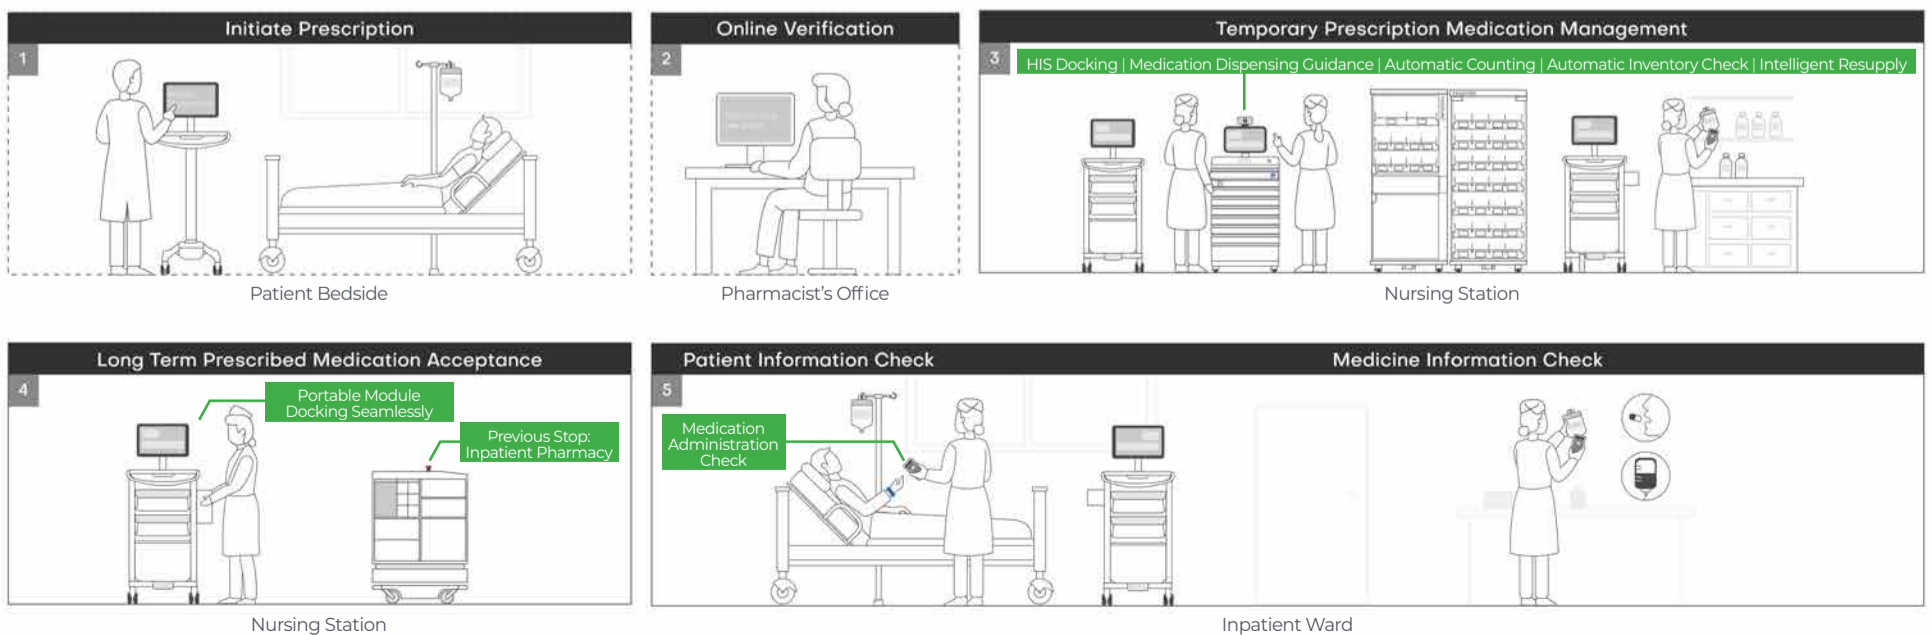 Initiate Prescription
1
Patient Bedside
Online Verification
2
Pharmacist's Office
Temporary Prescription Medication Management
3
HIS Docking | Medication Dispensing Guidance | Automatic Counting | Automatic Inventory Check | Intelligent Resupply
Nursing Station
Long Term Prescribed Medication Acceptance
4
Portable Module
Docking Seamlessly
Previous Stop:
Inpatient Pharmacy
Nursing Station
Patient Information Check
Medicine Information Check
5
Medication
Administration
Check
Inpatient Ward